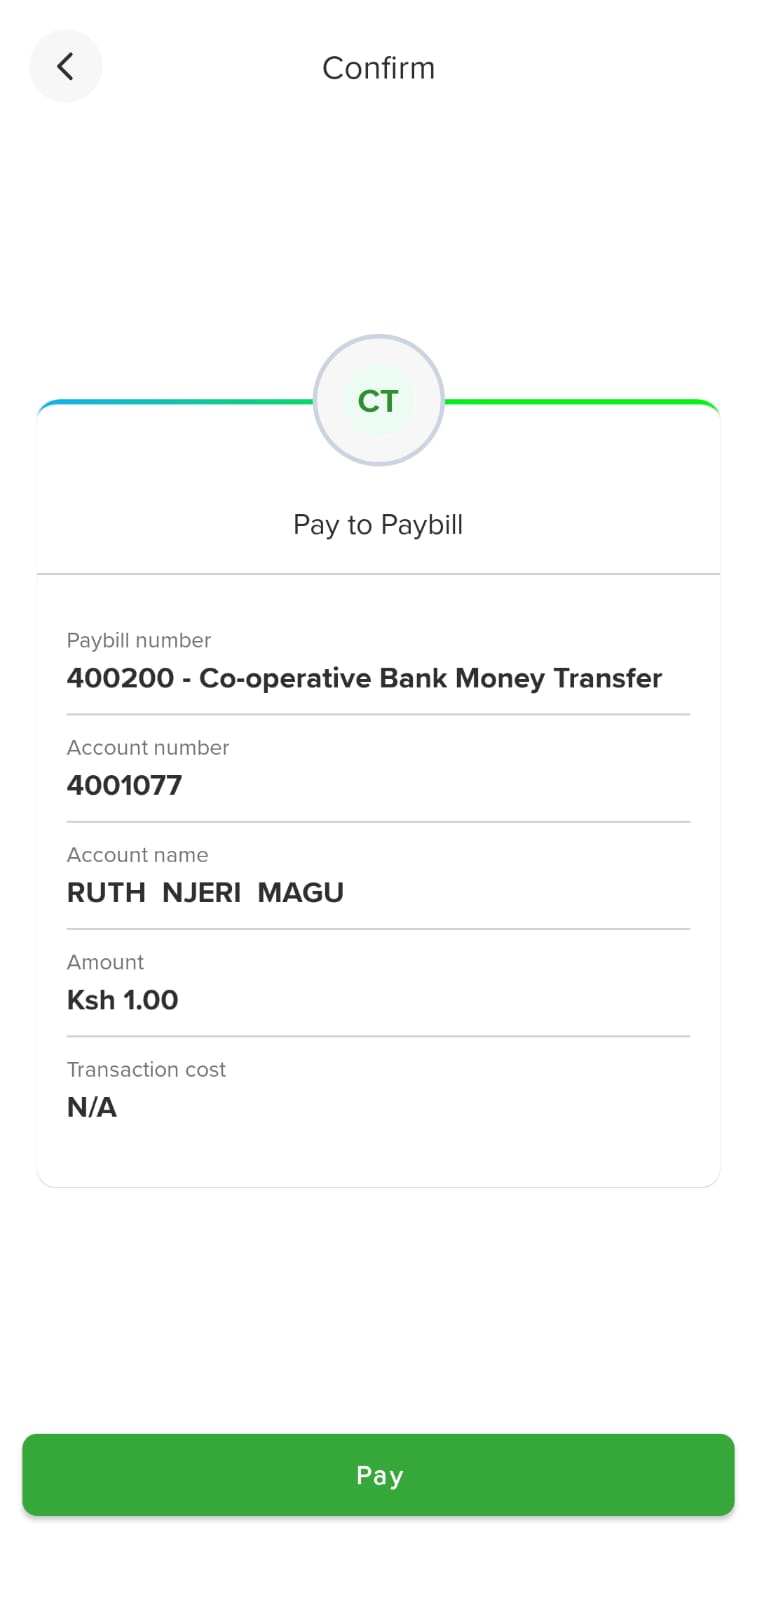 Confirm
CT
Pay to Paybill
Paybill number
400200 - Co-operative Bank Money Transfer
Account number
4001077
Account name
RUTH  NJERI  MAGU
Amount
Ksh 1.00
Transaction cost
N/A
Pay